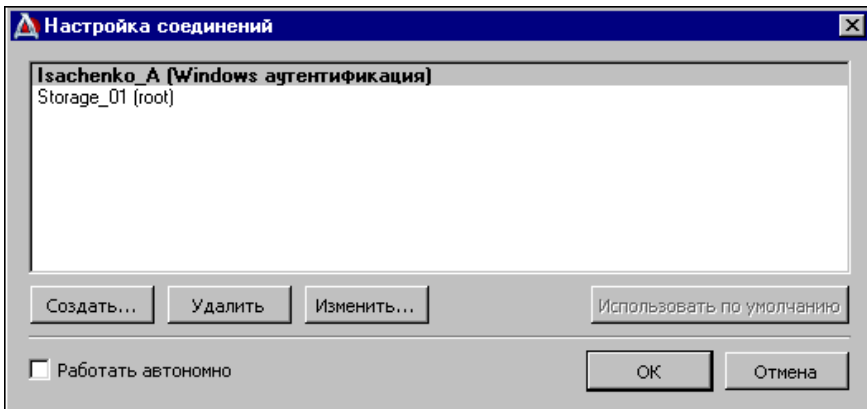 Настройка соединений
Isachenko_A (Windows аутентификация)
Storage_01 (root)
Создать...
Удалить
Изменить...
Использовать по умолчанию
Работать автономно
OK
Отмена